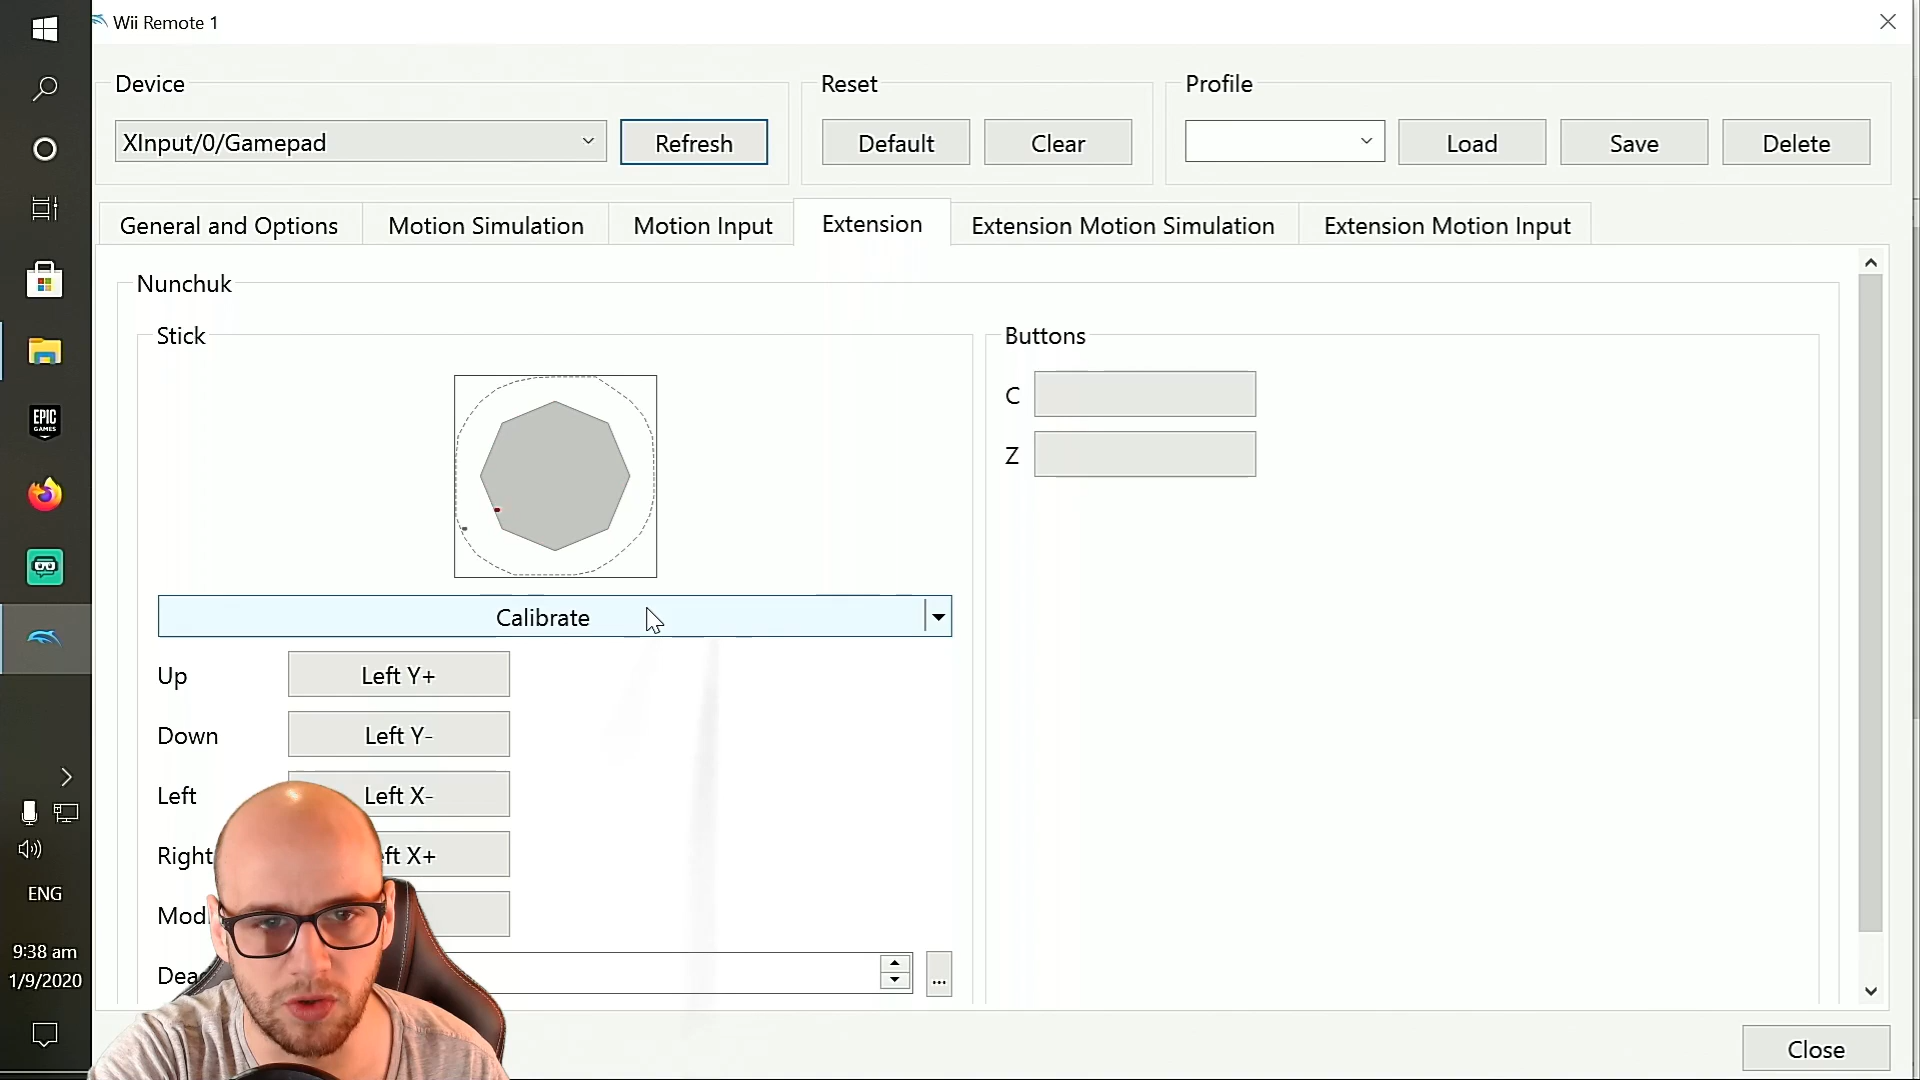 Wii Remote 1
Device
Reset
Profile
XInput/0/Gamepad
Refresh
Default
Clear
Load
Save
Delete
General and Options
Motion Simulation
Motion Input
Extension
Extension Motion Simulation
Extension Motion Input
Nunchuk
Stick
Buttons
C
Z
EPIC
GAMES
Calibrate
Up
Left Y+
Down
Left Y-
Left
Left X-
Right
ft X+
Mod
Dea
...
ENG
9:38 am
1/9/2020
Close